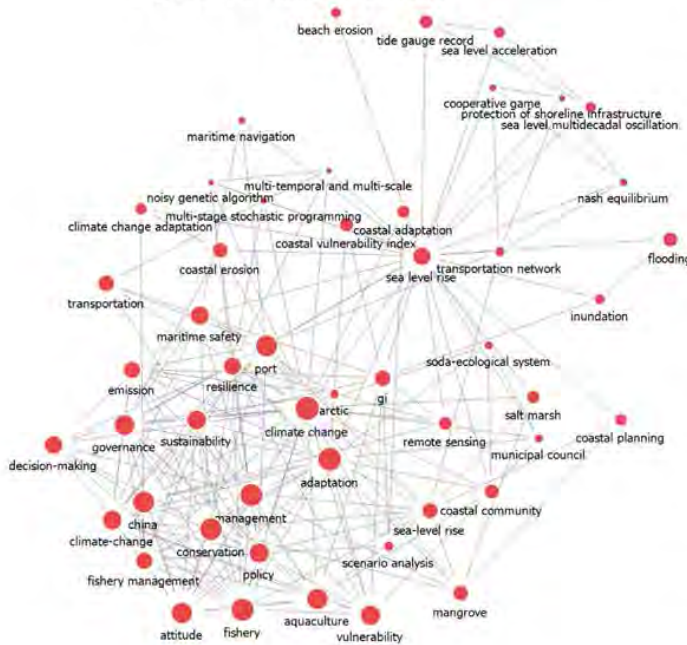 beach erosion
tide gauge record
sea level acceleration
cooperative game
protection of shoreline infrastructure
sea level multidecadal oscillation
maritime navigation
multi-temporal and multi-scale
nash equilibrium
noisy genetic algorithm
multi-stage stochastic programming
climate change adaptation
coastal adaptation
coastal vulnerability index
flooding
coastal erosion
sea level rise
transportation network
transportation
inundation
maritime safety
soda-ecological system
port
emission
resilience
gi
arctic
salt marsh
climate change
governance
sustainability
remote sensing
coastal planning
municipal council
decision-making
adaptation
china
management
coastal community
climate-change
conservation
sea-level rise
policy
scenario analysis
fishery management
mangrove
attitude
fishery
aquaculture
vulnerability